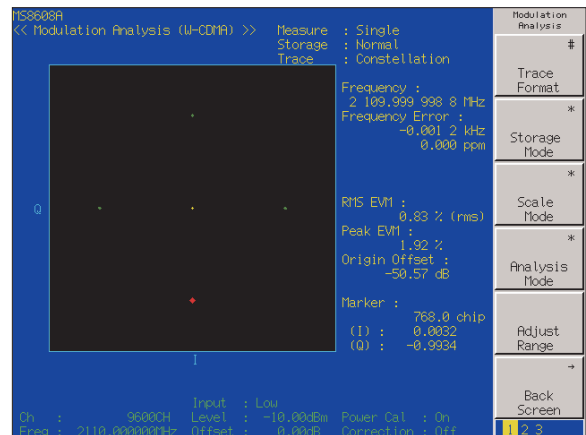 MS8608A
<< Modulation Analysis (W-CDMA) >>
Measure : Single
Storage : Normal
Trace : Constellation
Frequency :
2 109.999 998 8 MHz
Frequency Error :
-0.001 2 kHz
0.000 ppm
RMS EVM :
0.83 % (rms)
Peak EVM :
1.92 %
Origin Offset :
-50.57 dB
Marker :
768.0 chip
(I) : 0.0032
(Q) : -0.9934
Q
I
Input : Low
Ch : 9600CH Level : -10.00dBm Power Cal : On
Freq : 2110.000000MHz Offset : 0.00dB Correction : Off
Modulation
Analysis
#
Trace
Format
*
Storage
Mode
*
Scale
Mode
*
Analysis
Mode
Adjust
Range
→
Back
Screen
1 2 3